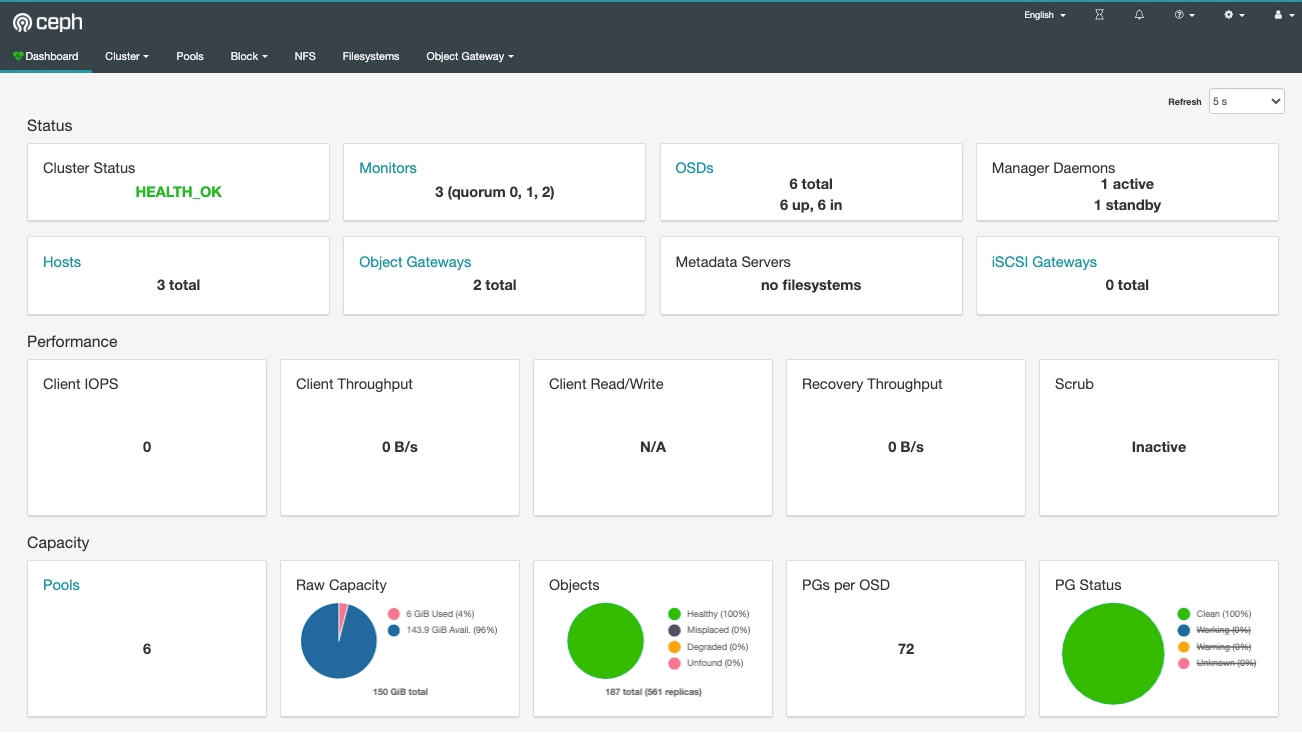 ceph
English
Dashboard Cluster Pools Block NFS Filesystems Object Gateway
Refresh 5 s
Status
Cluster Status
HEALTH_OK
Monitors
3 (quorum 0, 1, 2)
OSDs
6 total
6 up, 6 in
Manager Daemons
1 active
1 standby
Hosts
3 total
Object Gateways
2 total
Metadata Servers
no filesystems
iSCSI Gateways
0 total
Performance
Client IOPS
0
Client Throughput
0 B/s
Client Read/Write
N/A
Recovery Throughput
0 B/s
Scrub
Inactive
Capacity
Pools
6
Raw Capacity
6 GiB Used (4%)
143.9 GiB Avail. (96%)
150 GiB total
Objects
Healthy (100%)
Misplaced (0%)
Degraded (0%)
Unfound (0%)
187 total (561 replicas)
PGs per OSD
72
PG Status
Clean (100%)
Working (0%)
Warning (0%)
Unknown (0%)